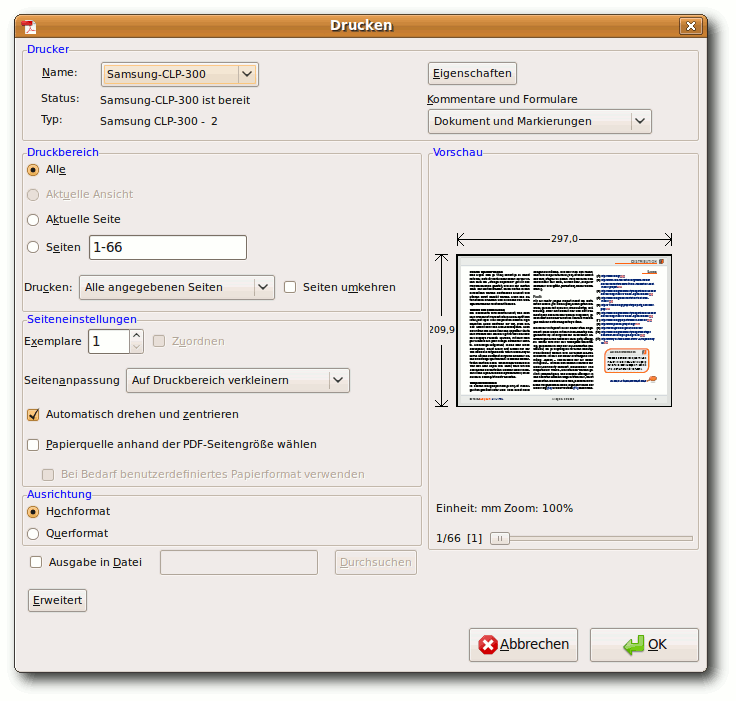 Drucken
Drucker
Name: Samsung-CLP-300 Eigenschaften
Status: Samsung-CLP-300 ist bereit Kommentare und Formulare
Typ: Samsung CLP-300 - 2 Dokument und Markierungen
Druckbereich
Alle
Aktuelle Ansicht
Aktuelle Seite
Seiten 1-66
Drucken: Alle angegebenen Seiten Seiten umkehren
Seiteneinstellungen
Exemplare 1 Zuordnen
Seitenanpassung Auf Druckbereich verkleinern
Automatisch drehen und zentrieren
Papierquelle anhand der PDF-Seitengröße wählen
Bei Bedarf benutzerdefiniertes Papierformat verwenden
Ausrichtung
Hochformat
Querformat
Ausgabe in Datei Durchsuchen
Erweitert
Vorschau
297,0
209,9
DISTRIBUTION
Einheit: mm Zoom: 100%
1/66 [1]
Abbrechen OK